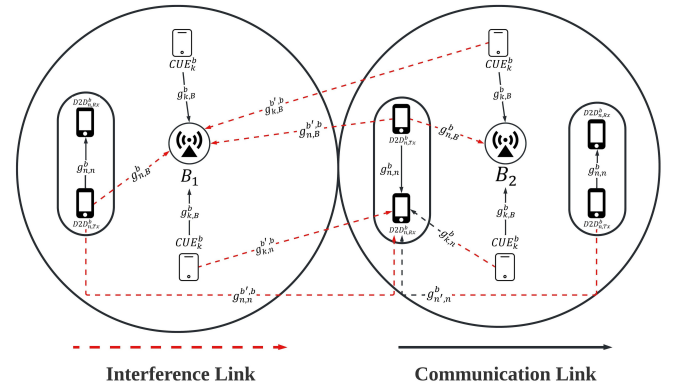 CUE_k^b
CUE_k^b
g_{k,B}^b
g_{k,B}^b
g_{k,B}^{b',b}
D2D_{n,Rx}^b
D2D_{n,Rx}^b
g_{n,B}^{b',b}
g_{n,B}^b
D2D_{n,Tx}^b
g_{n,n}^b
g_{n,B}^b
B_1
B_2
g_{n,n}^b
g_{n,n}^b
D2D_{n,Tx}^b
D2D_{n,Tx}^b
g_{k,B}^b
g_{k,B}^b
D2D_{n,Rx}^b
CUE_k^b
g_{k,n}^{b',b}
g_{k,n}^b
CUE_k^b
g_{n,n}^{b',b}
g_{n',n}^b
Interference Link
Communication Link